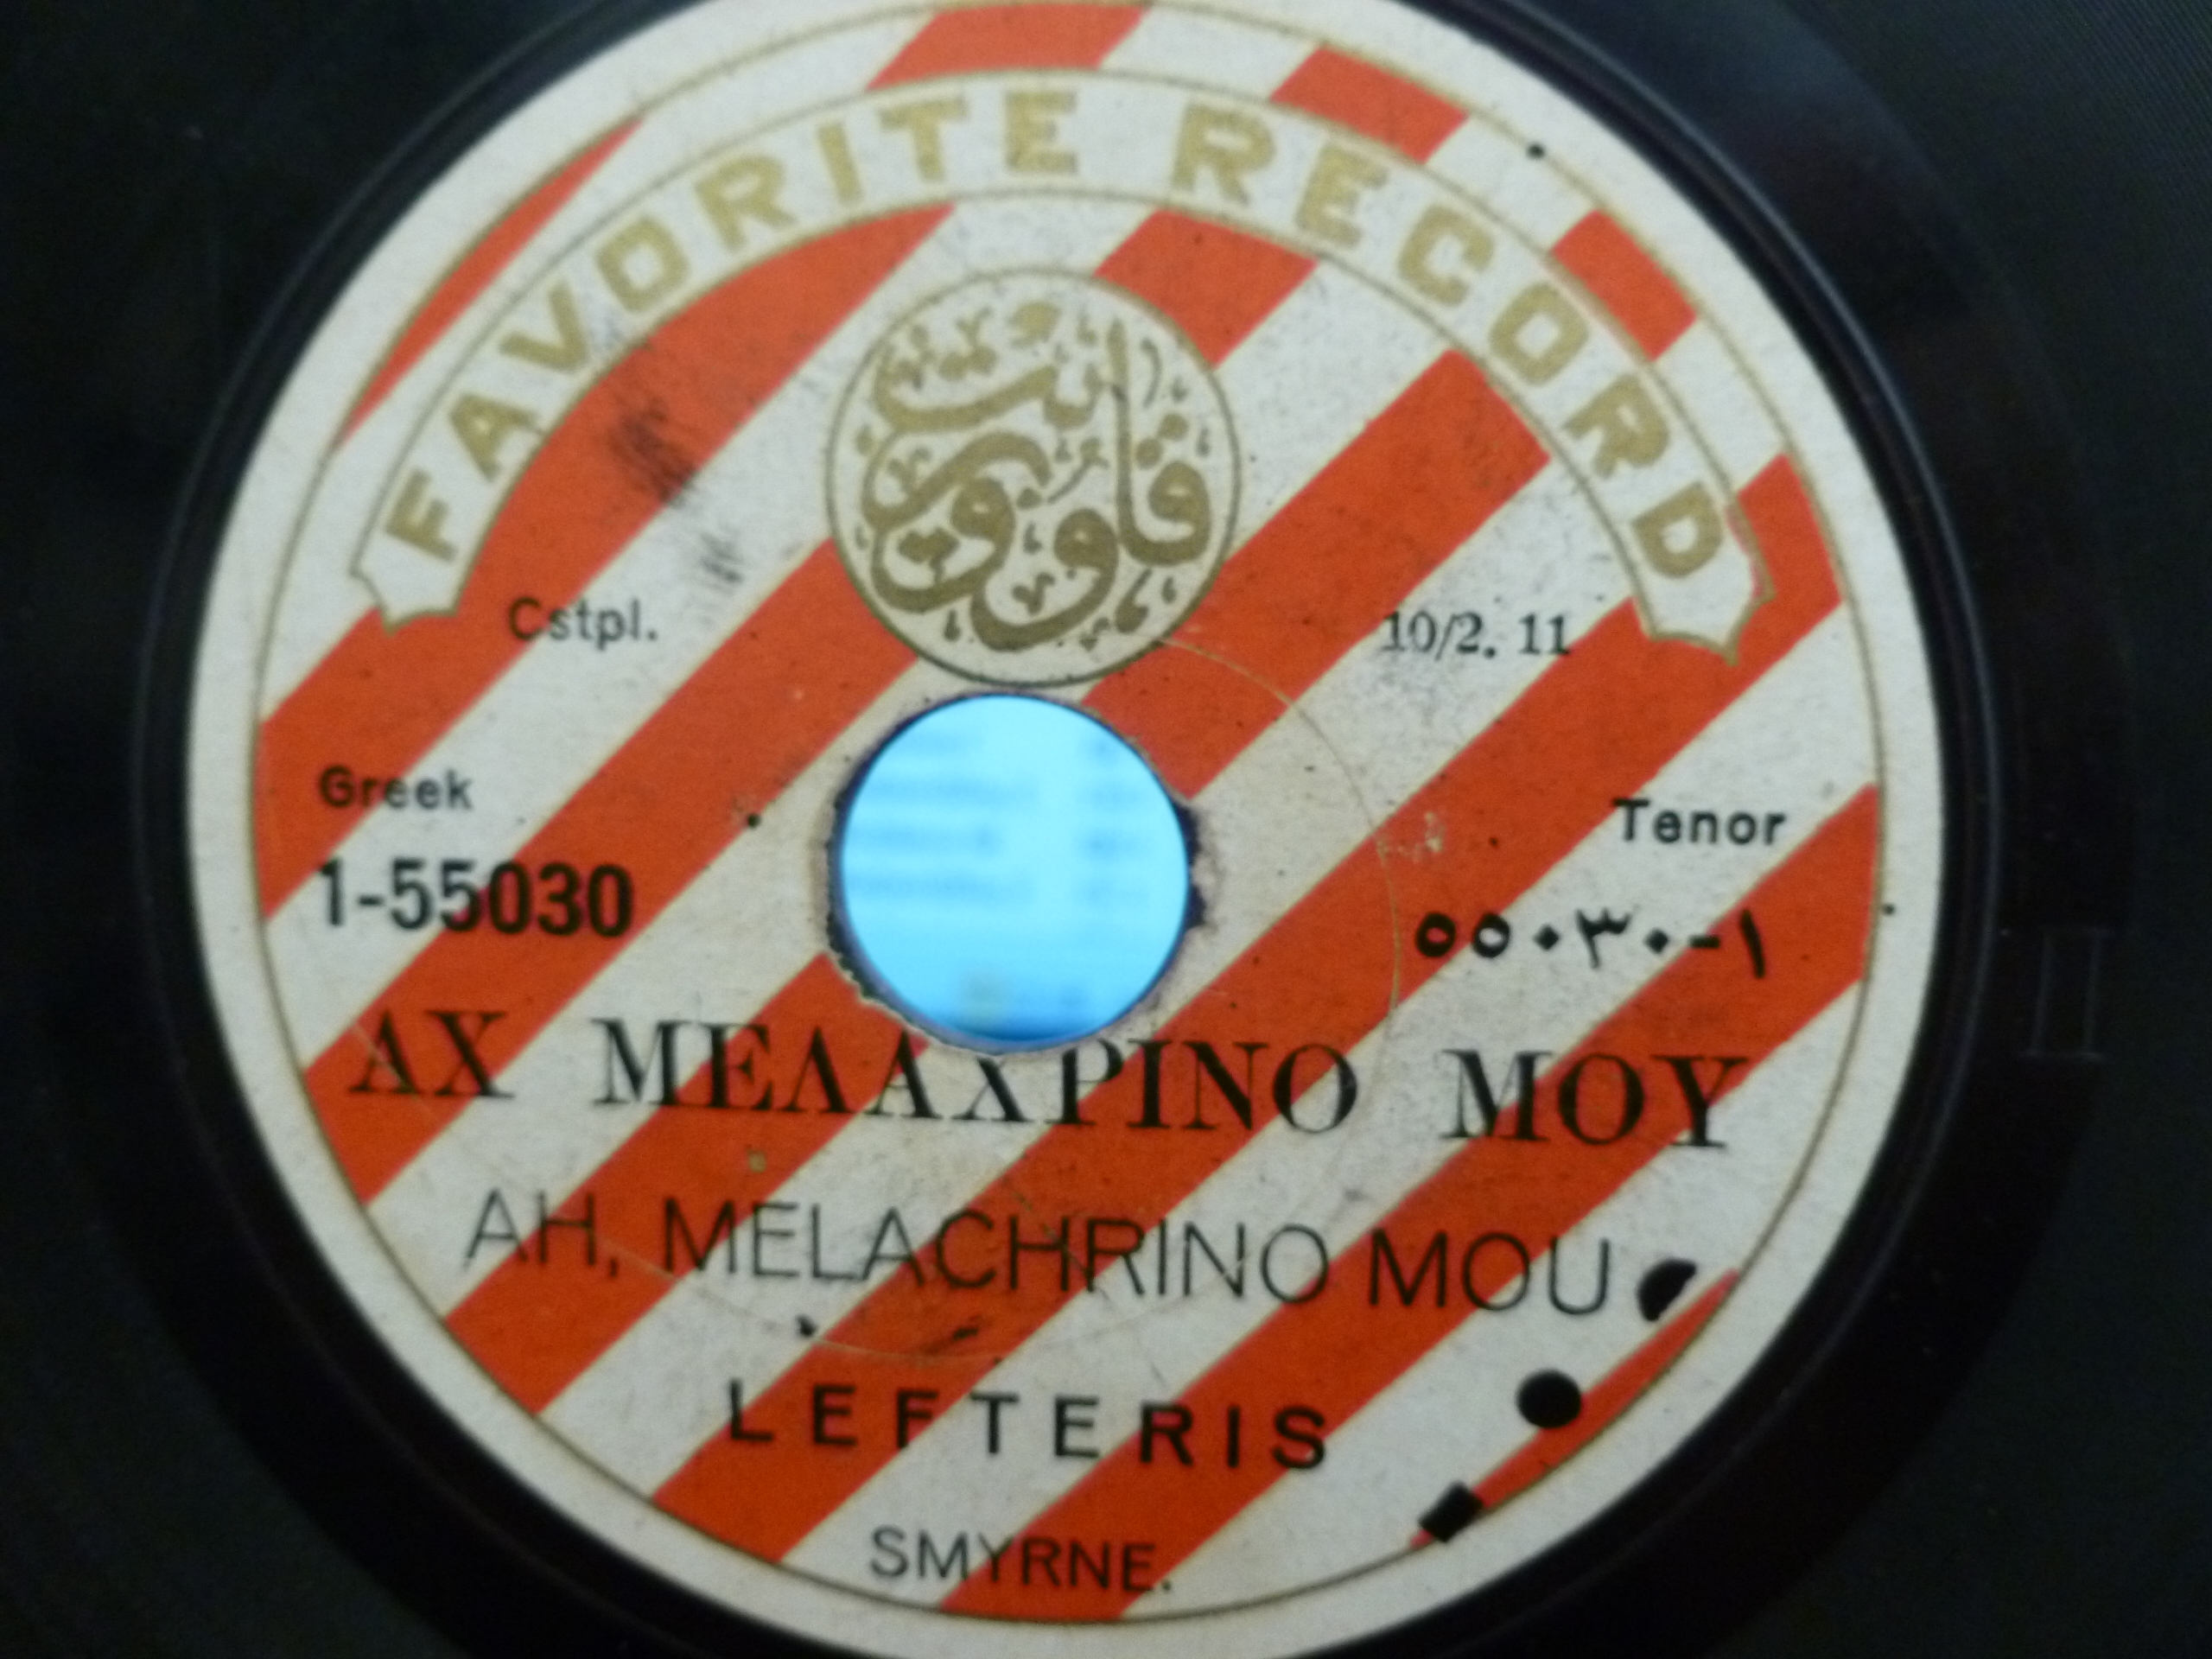 FAVORITE RECORD
فاووریت
Cstpl. 10/2. 11
Greek Tenor
1-55030 ٥٥٠٣٠-١
ΑΧ ΜΕΛΑΧΡΙΝΟ ΜΟΥ
AH, MELACHRINO MOU
LEFTERIS
SMYRNE.